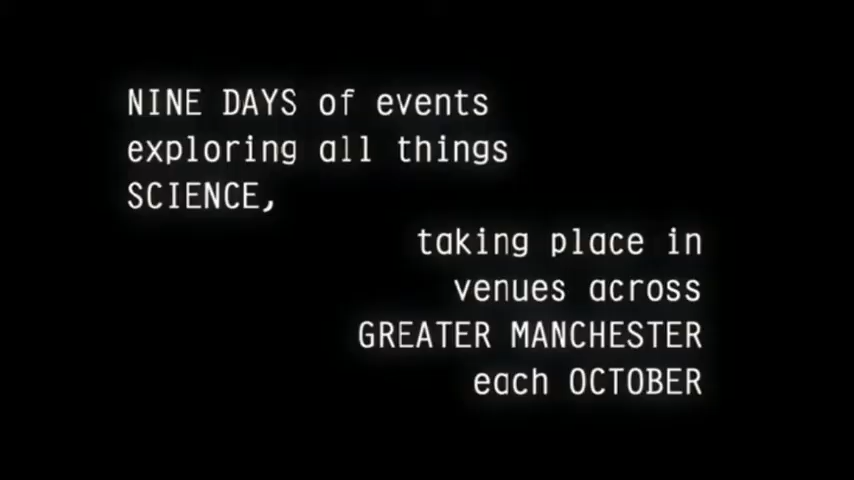 NINE DAYS of events
exploring all things
SCIENCE,
taking place in
venues across
GREATER MANCHESTER
each OCTOBER